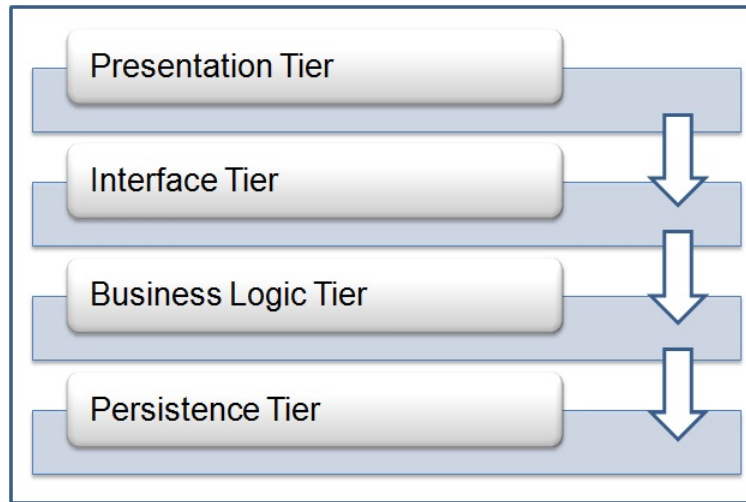 Presentation Tier
Interface Tier
Business Logic Tier
Persistence Tier